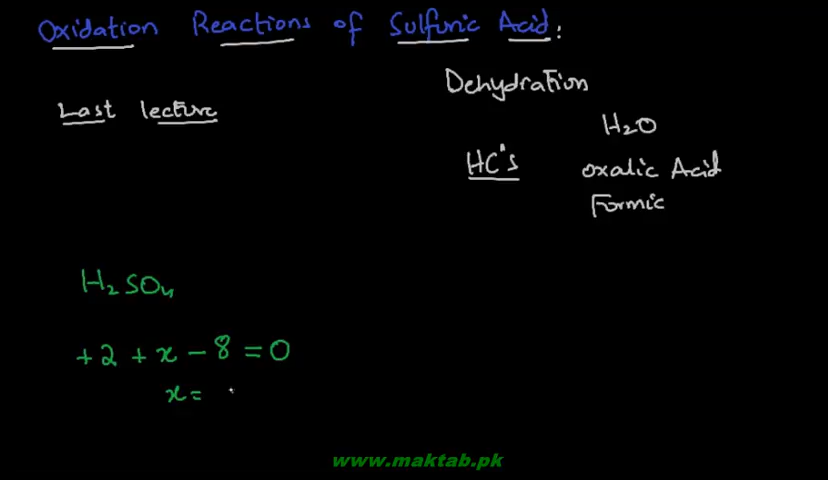 Oxidation Reactions of Sulfuric Acid:
Last lecture
Dehydration
H2O
HC's oxalic Acid
Formic
H2SO4
+2 + x - 8 = 0
x =
www.maktab.pk